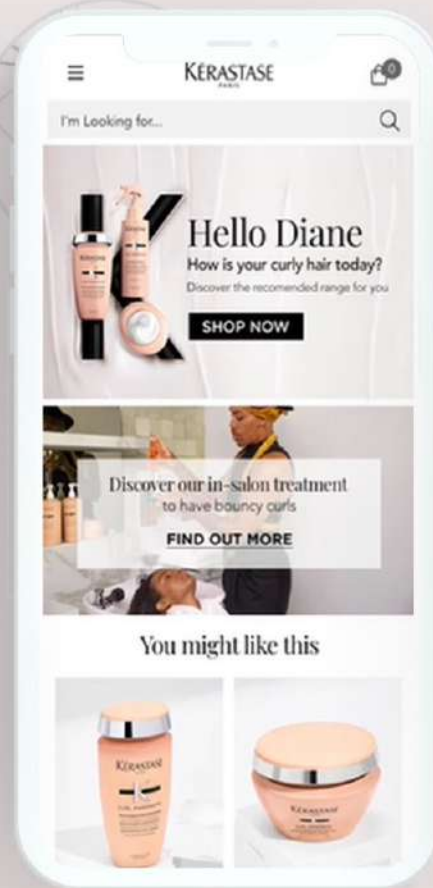 KÉRASTASE
PARIS
0
I'm Looking for...
KÉRASTASE
Hello Diane
How is your curly hair today?
Discover the recomended range for you
SHOP NOW
Discover our in-salon treatment
to have bouncy curls
FIND OUT MORE
You might like this
KÉRASTASE
KÉRASTASE